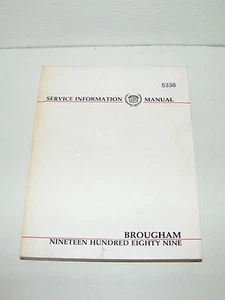 5336
SERVICE INFORMATION MANUAL
BROUGHAM
NINETEEN HUNDRED EIGHTY NINE